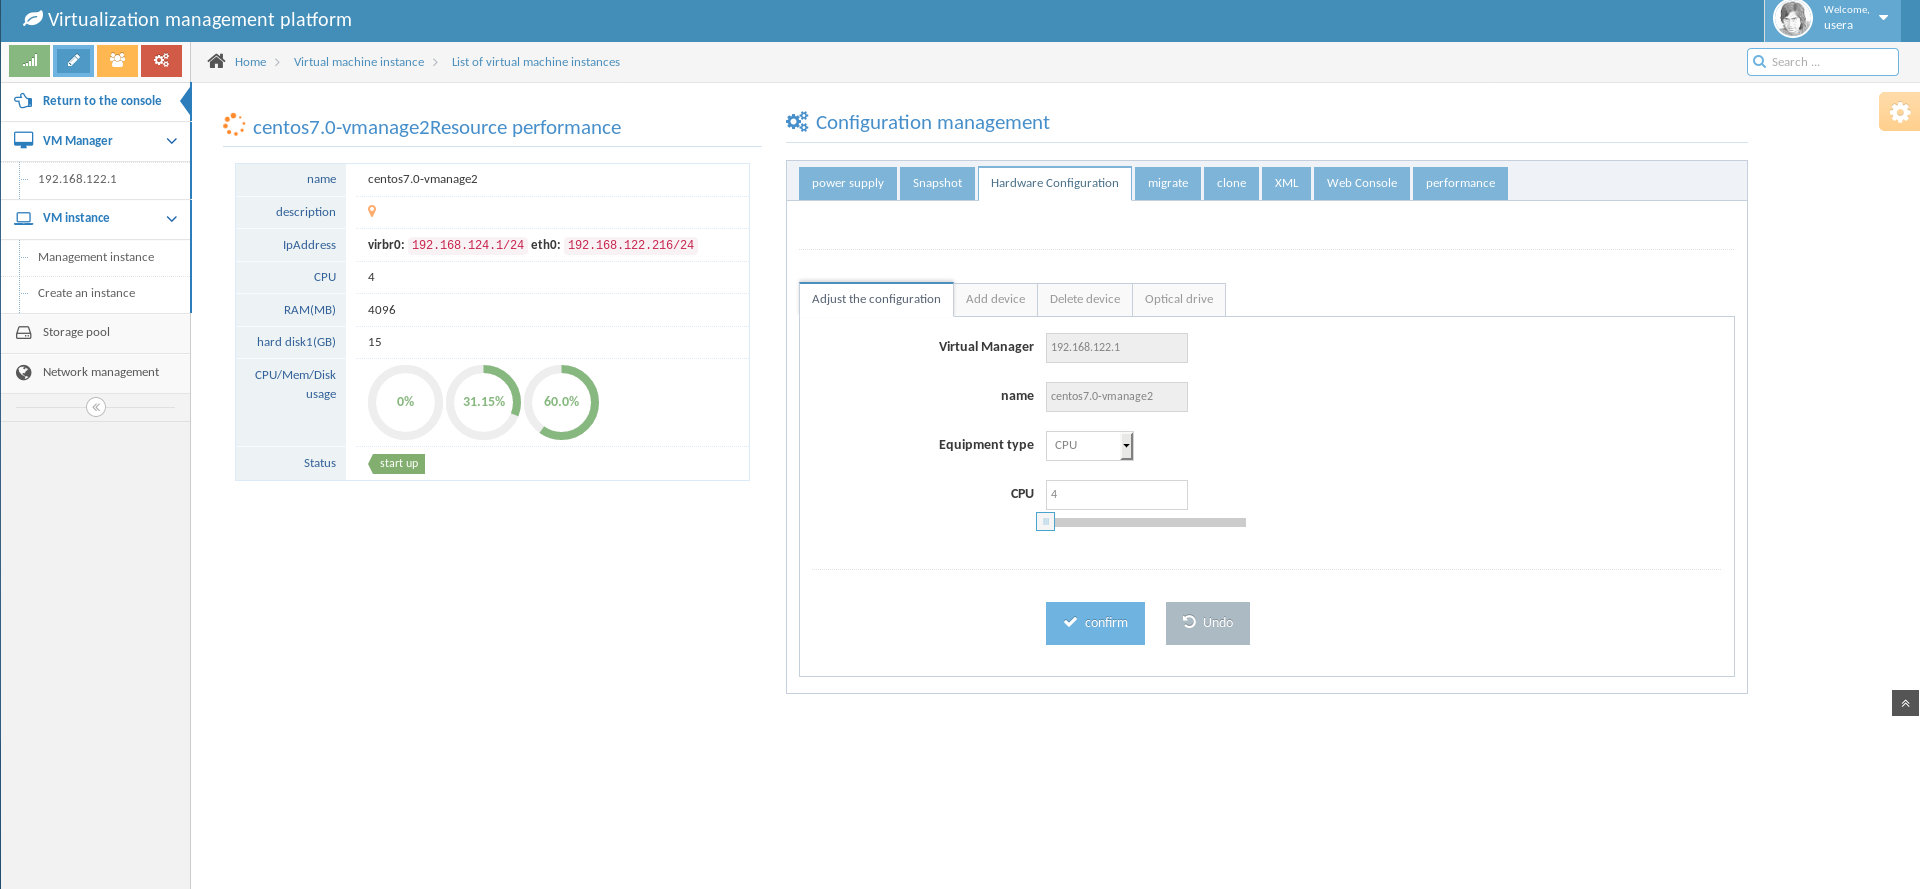 Virtualization management platform
Welcome,
usera
Home
Virtual machine instance
List of virtual machine instances
Search ...
Return to the console
VM Manager
192.168.122.1
VM instance
Management instance
Create an instance
Storage pool
Network management
centos7.0-vmanage2Resource performance
name centos7.0-vmanage2
description
IpAddress virbr0: 192.168.124.1/24 eth0: 192.168.122.216/24
CPU 4
RAM(MB) 4096
hard disk1(GB) 15
CPU/Mem/Disk
usage
0% 31.15% 60.0%
Status start up
Configuration management
power supply Snapshot Hardware Configuration migrate clone XML Web Console performance
Adjust the configuration Add device Delete device Optical drive
Virtual Manager 192.168.122.1
name centos7.0-vmanage2
Equipment type CPU
CPU 4
confirm Undo